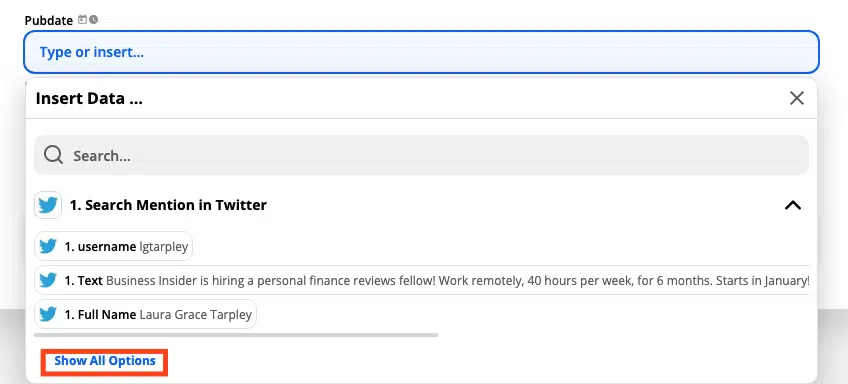 Pubdate
Type or insert...
Insert Data ...
Search...
1. Search Mention in Twitter
1. username lgtarpley
1. Text Business Insider is hiring a personal finance reviews fellow! Work remotely, 40 hours per week, for 6 months. Starts in January!
1. Full Name Laura Grace Tarpley
Show All Options